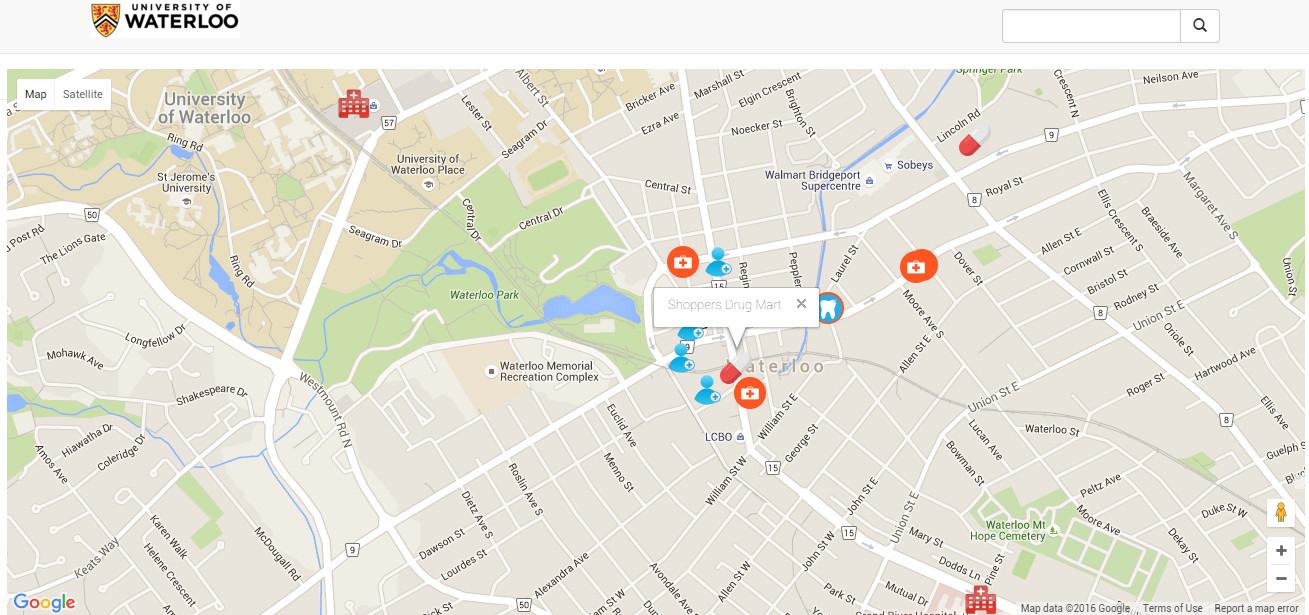 UNIVERSITY OF
WATERLOO
Map
Satellite
University
of Waterloo
57
Lester St
Albert St
Seagram Dr
Bricker Ave
Ezra Ave
Marshall St
Elgin Crescent
Noecker St
Brighton St
Springer Park
Lincoln Rd
Crescent N
Neilson Ave
9
Ring Rd
St Jerome's
University
University of
Waterloo Place
Central St
Walmart Bridgeport
Supercentre
Sobeys
Royal St
8
Margaret Ave S
50
Post Rd
The Lions Gate
Seagram Dr
Central Dr
Central Dr
Ellis Crescent S
Braeside Ave
Allen St E
Cornwall St
Bristol St
Rodney St
Union St E
Union St
Ring Rd
Waterloo Park
15
Laurel St
Dover St
Moore Ave S
Allen St E
8
Oriole St
Hartwood Ave
Shoppers Drug Mart
9
Waterloo
Longfellow Dr
Mohawk Ave
Shakespeare Dr
Hiawatha Dr
Coleridge Dr
Amos Ave
Westmount Rd N
Waterloo Memorial
Recreation Complex
Euclid Ave
Menno St
Roslin Ave S
Dietz Ave S
LCBO
William St E
George St
William St W
15
Union St E
Roger St
Waterloo St
8
Ellis Ave
Lucan Ave
Bowman St
Guelph St
Peltz Ave
Moore Ave
Duke St W
Dekay St
Waterloo Mt
Hope Cemetery
John St E
Union St E
15
Mary St
Dodds Ln
Pine St
John St W
Mutual Dr
Avondale Ave S
Union St W
Alexandra Ave
Lourdes St
Dawson St
9
50
McDougall Rd
Karen Walk
Helene Crescent
Keats Way
Google
Map data ©2016 Google
Terms of Use
Report a map error